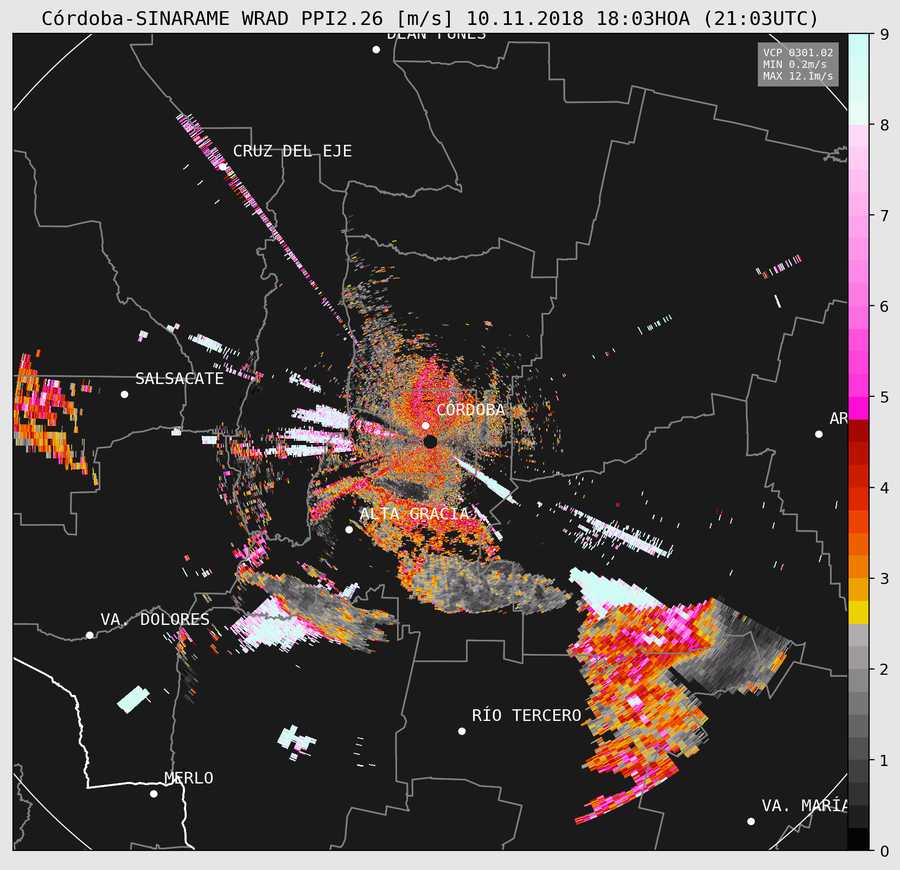 Córdoba-SINARAME WRAD PPI2.26 [m/s] 10.11.2018 18:03HOA (21:03UTC)
DEAN FUNES
VCP 0301.02
MIN 0.2m/s
MAX 12.1m/s
9
8
7
6
5
4
3
2
1
0
CRUZ DEL EJE
SALSACATE
CÓRDOBA
AR
ALTA GRACIA
VA. DOLORES
RÍO TERCERO
MERLO
VA. MARÍA